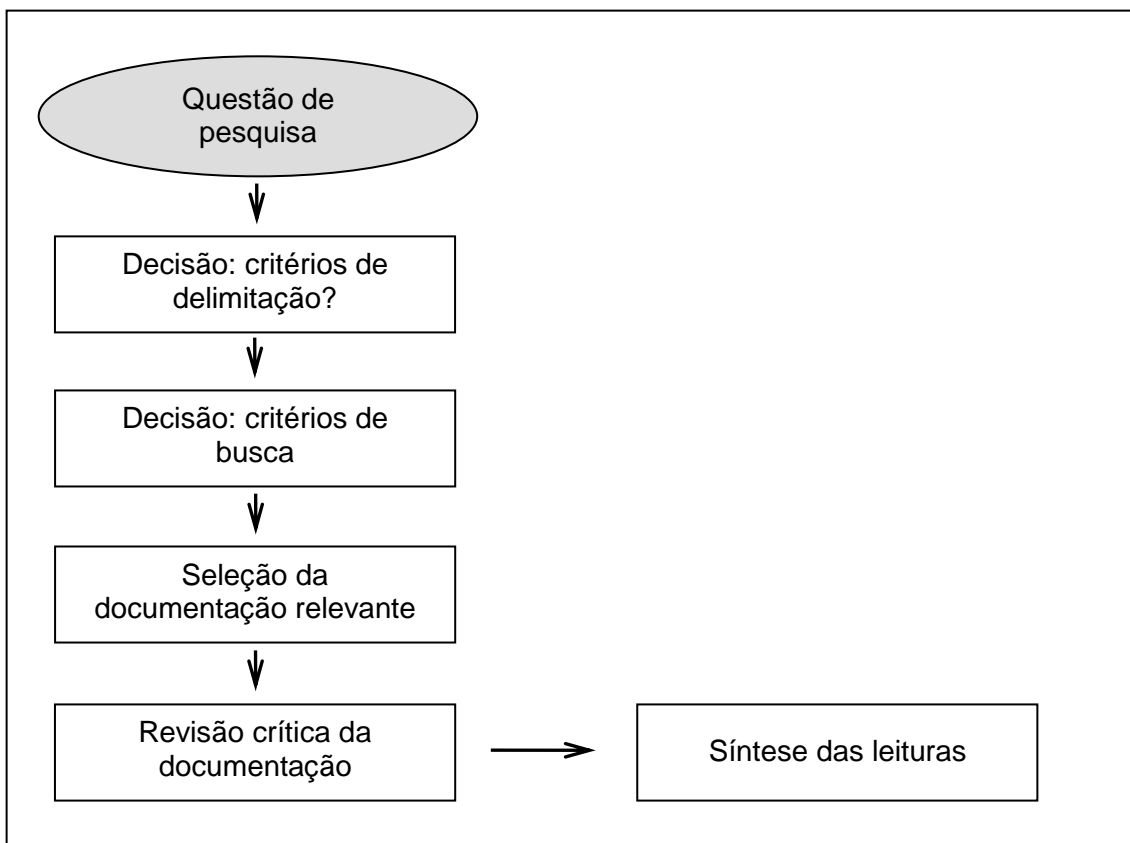 Questão de
pesquisa
Decisão: critérios de
delimitação?
Decisão: critérios de
busca
Seleção da
documentação relevante
Revisão crítica da
documentação
Síntese das leituras